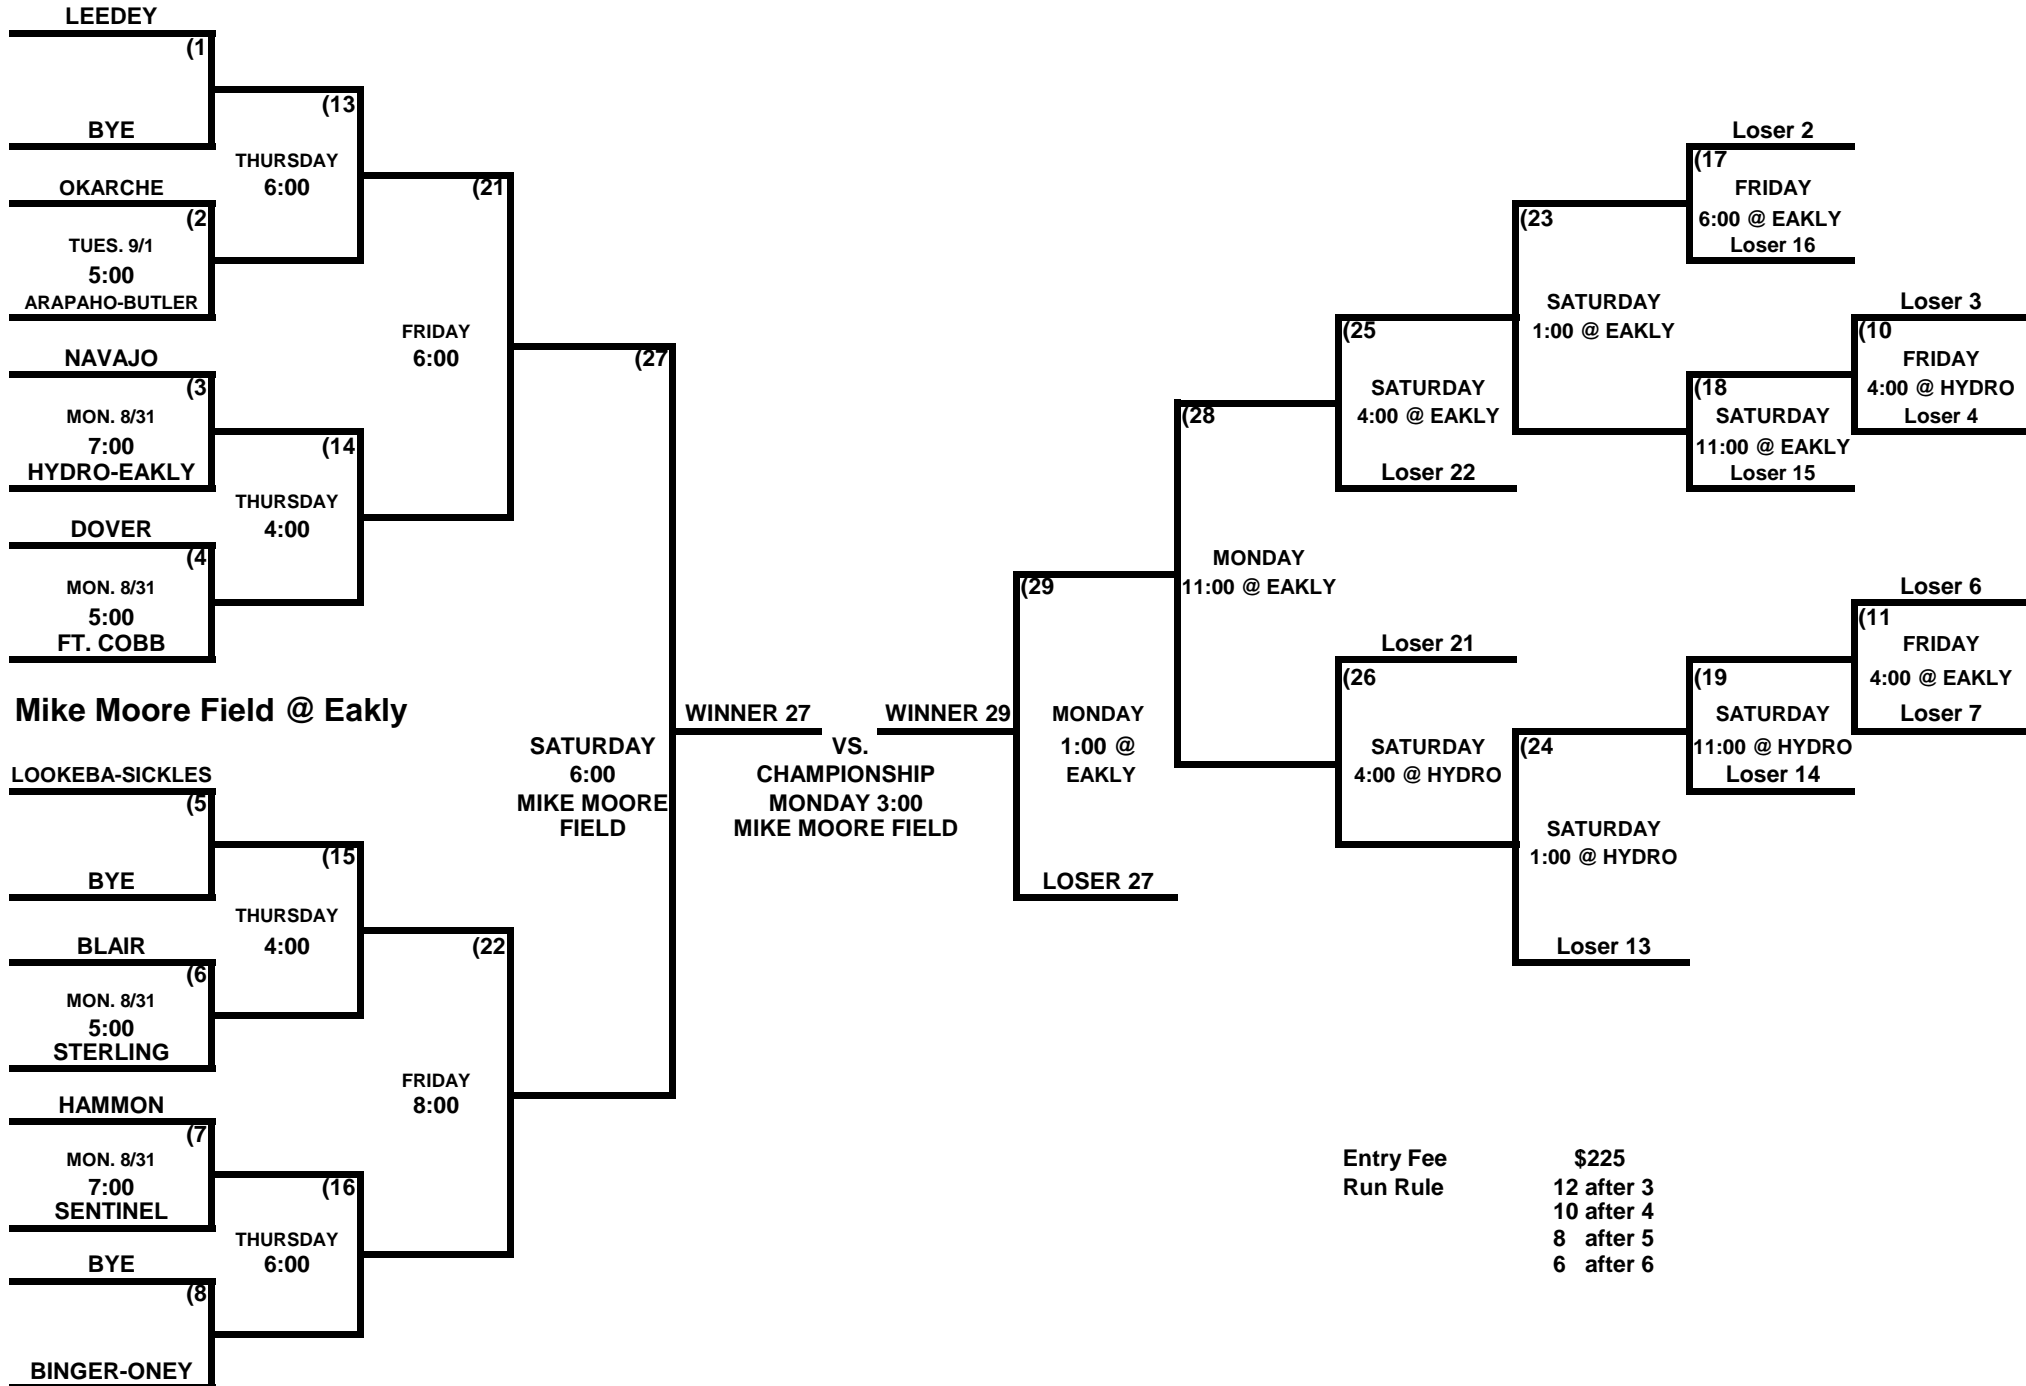 LEEDEY
(1
BYE
(13
THURSDAY
6:00
OKARCHE
(2
TUES. 9/1
5:00
ARAPAHO-BUTLER
(21
FRIDAY
6:00
NAVAJO
(3
MON. 8/31
7:00
HYDRO-EAKLY
(14
THURSDAY
4:00
DOVER
(4
MON. 8/31
5:00
FT. COBB
(27
SATURDAY
6:00
MIKE MOORE
FIELD
Mike Moore Field @ Eakly
LOOKEBA-SICKLES
(5
BYE
(15
THURSDAY
4:00
BLAIR
(6
MON. 8/31
5:00
STERLING
(22
FRIDAY
8:00
HAMMON
(7
MON. 8/31
7:00
SENTINEL
(16
THURSDAY
6:00
BYE
(8
BINGER-ONEY
WINNER 27
VS.
CHAMPIONSHIP
MONDAY 3:00
MIKE MOORE FIELD
WINNER 29
(29
MONDAY
1:00 @
EAKLY
LOSER 27
(28
MONDAY
11:00 @ EAKLY
(25
SATURDAY
4:00 @ EAKLY
Loser 22
(23
SATURDAY
1:00 @ EAKLY
Loser 2
(17
FRIDAY
6:00 @ EAKLY
Loser 16
(18
SATURDAY
11:00 @ EAKLY
Loser 15
Loser 3
(10
FRIDAY
4:00 @ HYDRO
Loser 4
Loser 21
(26
SATURDAY
4:00 @ HYDRO
(24
SATURDAY
1:00 @ HYDRO
Loser 13
(19
SATURDAY
11:00 @ HYDRO
Loser 14
Loser 6
(11
FRIDAY
4:00 @ EAKLY
Loser 7
Entry Fee $225
Run Rule 12 after 3
10 after 4
8 after 5
6 after 6